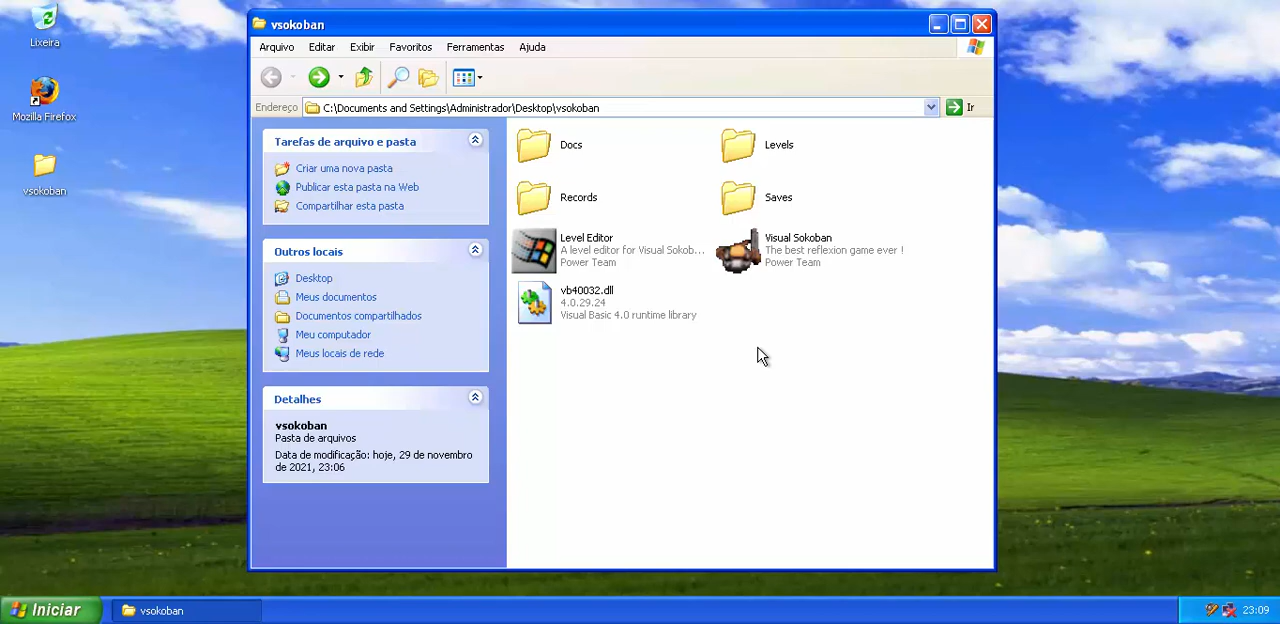 Lixeira
Mozilla Firefox
vsokoban
vsokoban
Arquivo Editar Exibir Favoritos Ferramentas Ajuda
Endereço C:\Documents and Settings\Administrador\Desktop\vsokoban Ir
Tarefas de arquivo e pasta
Criar uma nova pasta
Publicar esta pasta na Web
Compartilhar esta pasta
Outros locais
Desktop
Meus documentos
Documentos compartilhados
Meu computador
Meus locais de rede
Detalhes
vsokoban
Pasta de arquivos
Data de modificação: hoje, 29 de novembro
de 2021, 23:06
Docs
Levels
Records
Saves
Level Editor
A level editor for Visual Sokob...
Power Team
Visual Sokoban
The best reflexion game ever !
Power Team
vb40032.dll
4.0.29.24
Visual Basic 4.0 runtime library
Iniciar
vsokoban
23:09